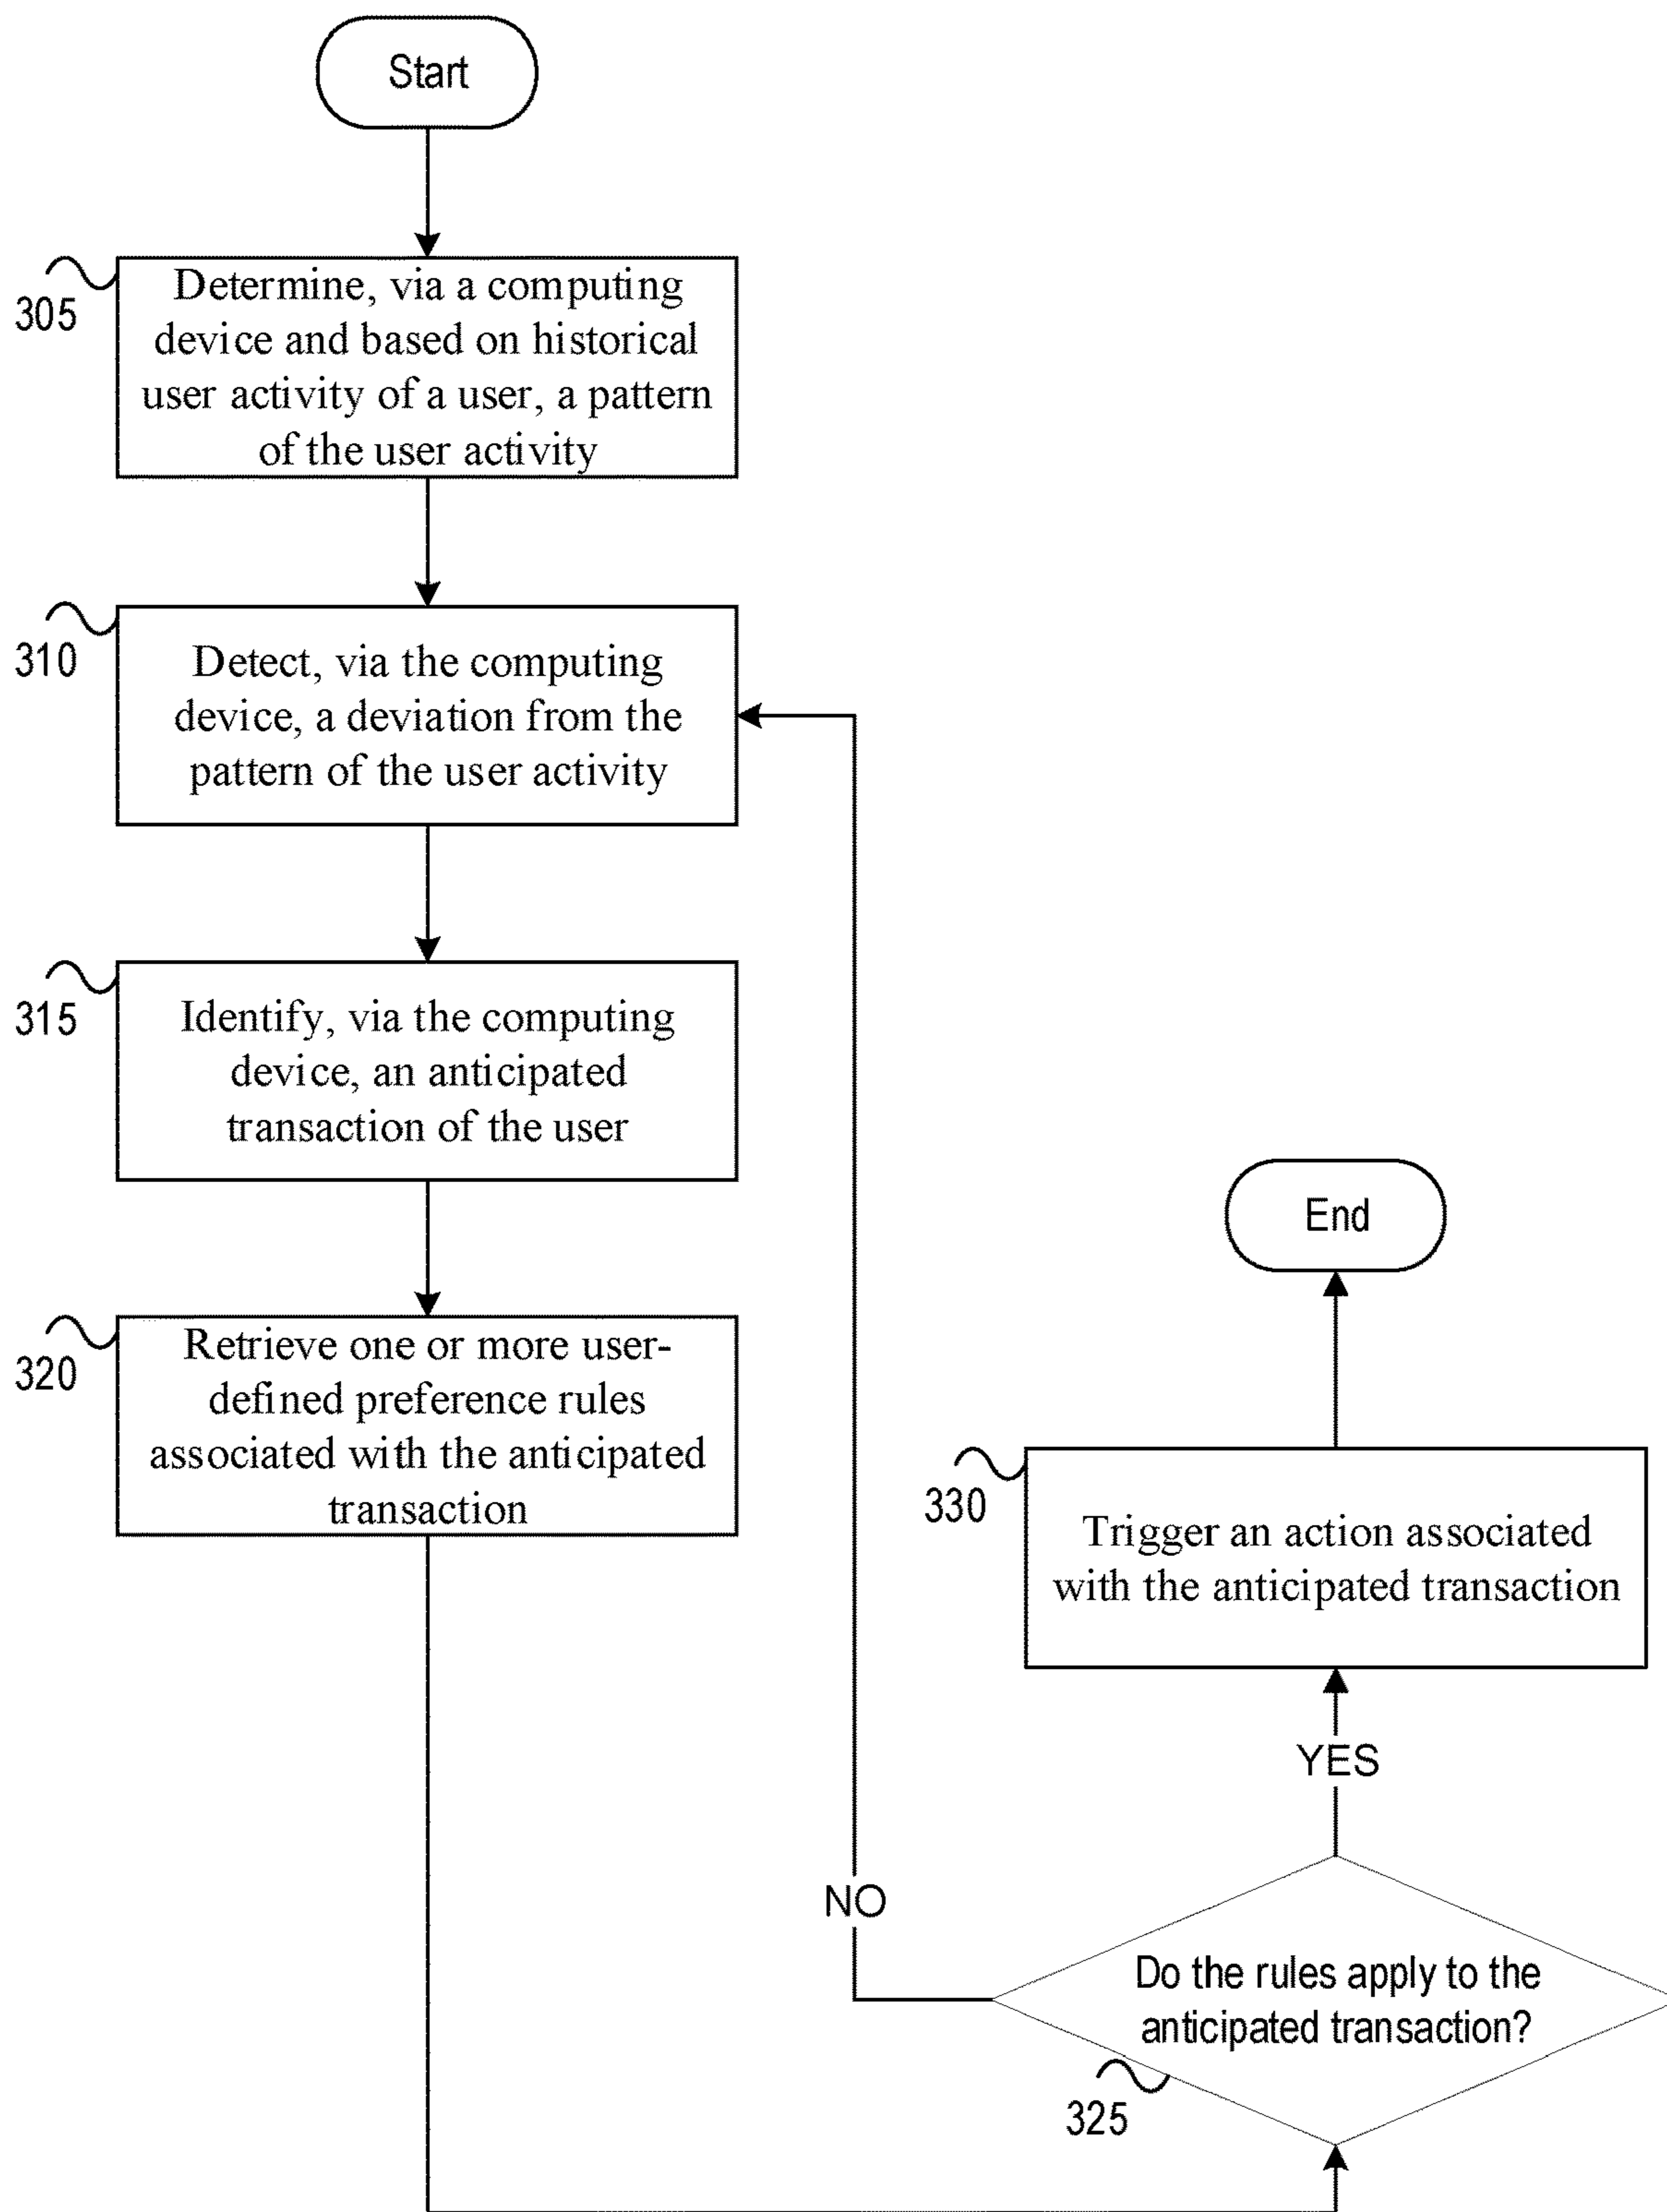 Start
305
Determine, via a computing
device and based on historical
user activity of a user, a pattern
of the user activity
310
Detect, via the computing
device, a deviation from the
pattern of the user activity
315
Identify, via the computing
device, an anticipated
transaction of the user
320
Retrieve one or more user-
defined preference rules
associated with the anticipated
transaction
NO
Do the rules apply to the
anticipated transaction?
325
YES
330
Trigger an action associated
with the anticipated transaction
End